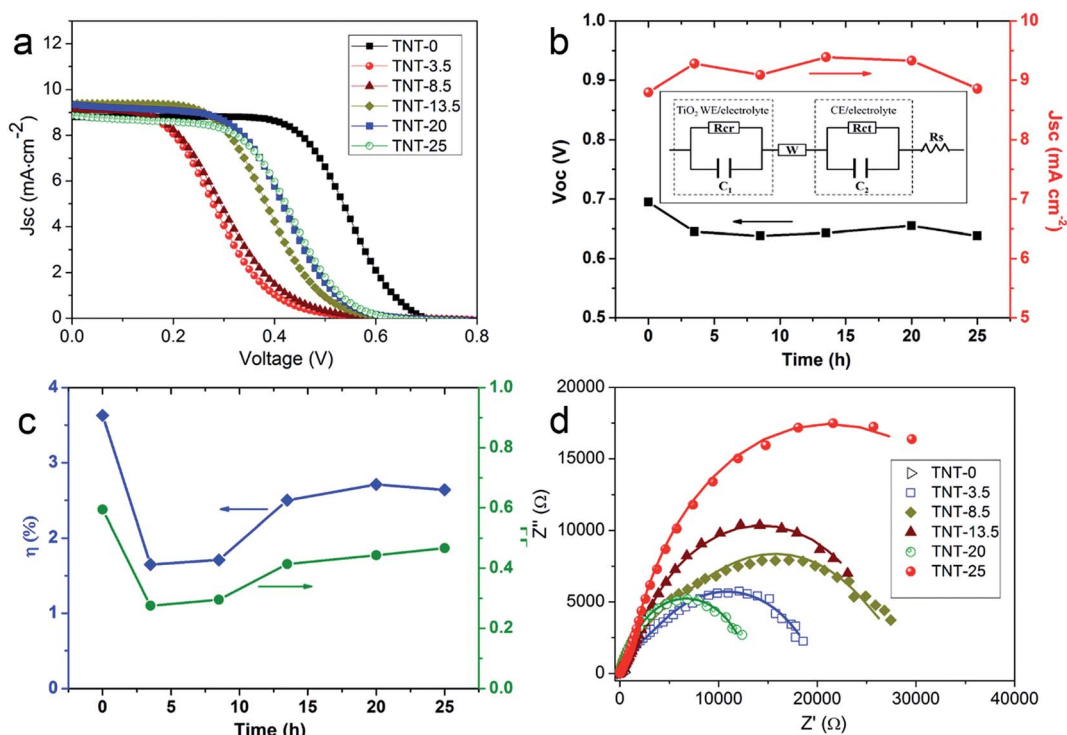 a
Jsc (mA·cm-2)
12
10
8
6
4
2
0
0.0
0.2
0.4
0.6
0.8
Voltage (V)
TNT-0
TNT-3.5
TNT-8.5
TNT-13.5
TNT-20
TNT-25
b
Voc (V)
1.0
0.9
0.8
0.7
0.6
0.5
0
5
10
15
20
25
Time (h)
10
9
8
7
6
5
Jsc (mA cm-2)
TiO2 WE/electrolyte
CE/electrolyte
Rcr
C1
W
Rct
C2
Rs
c
η (%)
4
3
2
1
0
0
5
10
15
20
25
Time (h)
1.0
0.8
0.6
0.4
0.2
0.0
FF
d
Z'' (Ω)
20000
15000
10000
5000
0
0
10000
20000
30000
40000
Z' (Ω)
TNT-0
TNT-3.5
TNT-8.5
TNT-13.5
TNT-20
TNT-25